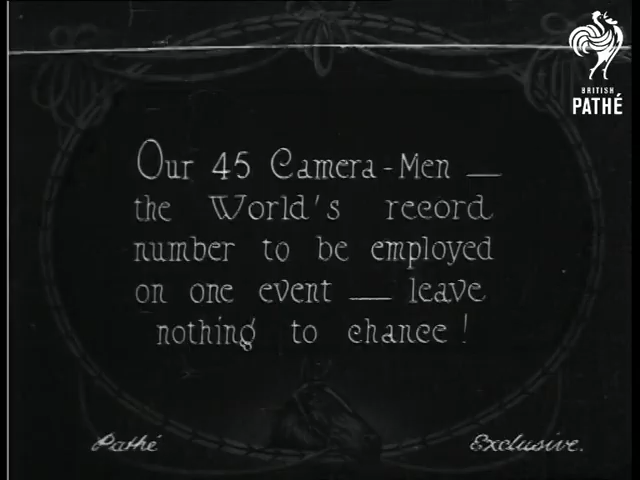 BRITISH
PATHÉ
Our 45 Camera-Men —
the World's record
number to be employed
on one event — leave
nothing to chance!
Pathé Exclusive.